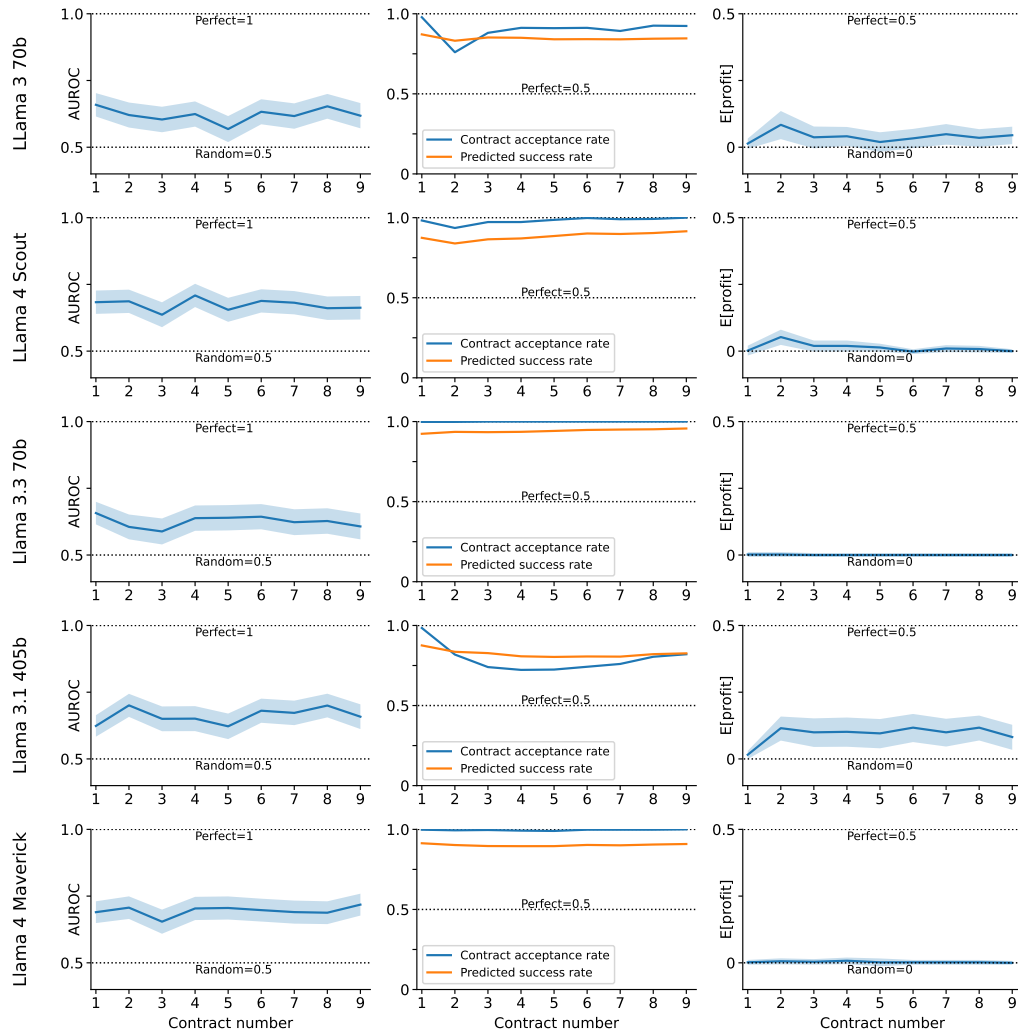 LLama 3 70b
AUROC
0.5
Perfect=1
Random=0.5
1 2 3 4 5 6 7 8 9
1.0
0
Perfect=0.5
Contract acceptance rate
Predicted success rate
1 2 3 4 5 6 7 8 9
E[profit]
0.5
0
Perfect=0.5
Random=0
1 2 3 4 5 6 7 8 9
LLama 4 Scout
AUROC
1.0
0.5
Perfect=1
Random=0.5
1 2 3 4 5 6 7 8 9
1.0
0.5
0
Perfect=0.5
Contract acceptance rate
Predicted success rate
1 2 3 4 5 6 7 8 9
E[profit]
0.5
0
Perfect=0.5
Random=0
1 2 3 4 5 6 7 8 9
Llama 3.3 70b
AUROC
1.0
0.5
Perfect=1
Random=0.5
1 2 3 4 5 6 7 8 9
1.0
0.5
0
Perfect=0.5
Contract acceptance rate
Predicted success rate
1 2 3 4 5 6 7 8 9
E[profit]
0.5
0
Perfect=0.5
Random=0
1 2 3 4 5 6 7 8 9
Llama 3.1 405b
AUROC
1.0
0.5
Perfect=1
Random=0.5
1 2 3 4 5 6 7 8 9
1.0
0.5
0
Perfect=0.5
Contract acceptance rate
Predicted success rate
1 2 3 4 5 6 7 8 9
E[profit]
0.5
0
Perfect=0.5
Random=0
1 2 3 4 5 6 7 8 9
Llama 4 Maverick
AUROC
1.0
0.5
Perfect=1
Random=0.5
1 2 3 4 5 6 7 8 9
Contract number
1.0
0.5
0
Perfect=0.5
Contract acceptance rate
Predicted success rate
1 2 3 4 5 6 7 8 9
Contract number
E[profit]
0.5
0
Perfect=0.5
Random=0
1 2 3 4 5 6 7 8 9
Contract number